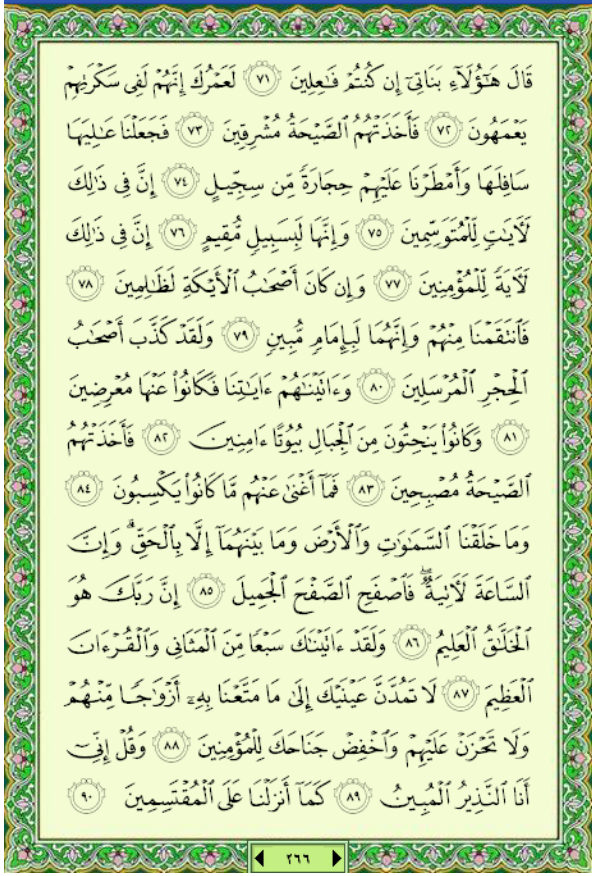 قَالَ هَٰٓؤُلَآءِ بَنَاتِىٓ إِن كُنتُمْ فَٰعِلِينَ ٧١ لَعَمْرُكَ إِنَّهُمْ لَفِى سَكْرَتِهِمْ
يَعْمَهُونَ ٧٢ فَأَخَذَتْهُمُ ٱلصَّيْحَةُ مُشْرِقِينَ ٧٣ فَجَعَلْنَا عَٰلِيَهَا
سَافِلَهَا وَأَمْطَرْنَا عَلَيْهِمْ حِجَارَةً مِّن سِجِّيلٍ ٧٤ إِنَّ فِى ذَٰلِكَ
لَءَايَٰتٍ لِّلْمُتَوَسِّمِينَ ٧٥ وَإِنَّهَا لَبِسَبِيلٍ مُّقِيمٍ ٧٦ إِنَّ فِى ذَٰلِكَ
لَءَايَةً لِّلْمُؤْمِنِينَ ٧٧ وَإِن كَانَ أَصْحَٰبُ ٱلْأَيْكَةِ لَظَٰلِمِينَ ٧٨
فَٱنتَقَمْنَا مِنْهُمْ وَإِنَّهُمَا لَبِإِمَامٍ مُّبِينٍ ٧٩ وَلَقَدْ كَذَّبَ أَصْحَٰبُ
ٱلْحِجْرِ ٱلْمُرْسَلِينَ ٨٠ وَءَاتَيْنَٰهُمْ ءَايَٰتِنَا فَكَانُوا۟ عَنْهَا مُعْرِضِينَ
٨١ وَكَانُوا۟ يَنْحِتُونَ مِنَ ٱلْجِبَالِ بُيُوتًا ءَامِنِينَ ٨٢ فَأَخَذَتْهُمُ
ٱلصَّيْحَةُ مُصْبِحِينَ ٨٣ فَمَآ أَغْنَىٰ عَنْهُم مَّا كَانُوا۟ يَكْسِبُونَ ٨٤
وَمَا خَلَقْنَا ٱلسَّمَٰوَٰتِ وَٱلْأَرْضَ وَمَا بَيْنَهُمَآ إِلَّا بِٱلْحَقِّ ۗ وَإِنَّ
ٱلسَّاعَةَ لَءَاتِيَةٌ ۖ فَٱصْفَحِ ٱلصَّفْحَ ٱلْجَمِيلَ ٨٥ إِنَّ رَبَّكَ هُوَ
ٱلْخَلَّٰقُ ٱلْعَلِيمُ ٨٦ وَلَقَدْ ءَاتَيْنَٰكَ سَبْعًا مِّنَ ٱلْمَثَانِى وَٱلْقُرْءَانَ
ٱلْعَظِيمَ ٨٧ لَا تَمُدَّنَّ عَيْنَيْكَ إِلَىٰ مَا مَتَّعْنَا بِهِۦٓ أَزْوَٰجًا مِّنْهُمْ
وَلَا تَحْزَنْ عَلَيْهِمْ وَٱخْفِضْ جَنَاحَكَ لِلْمُؤْمِنِينَ ٨٨ وَقُلْ إِنِّىٓ
أَنَا ٱلنَّذِيرُ ٱلْمُبِينُ ٨٩ كَمَآ أَنزَلْنَا عَلَى ٱلْمُقْتَسِمِينَ ٩٠
٢٦٦